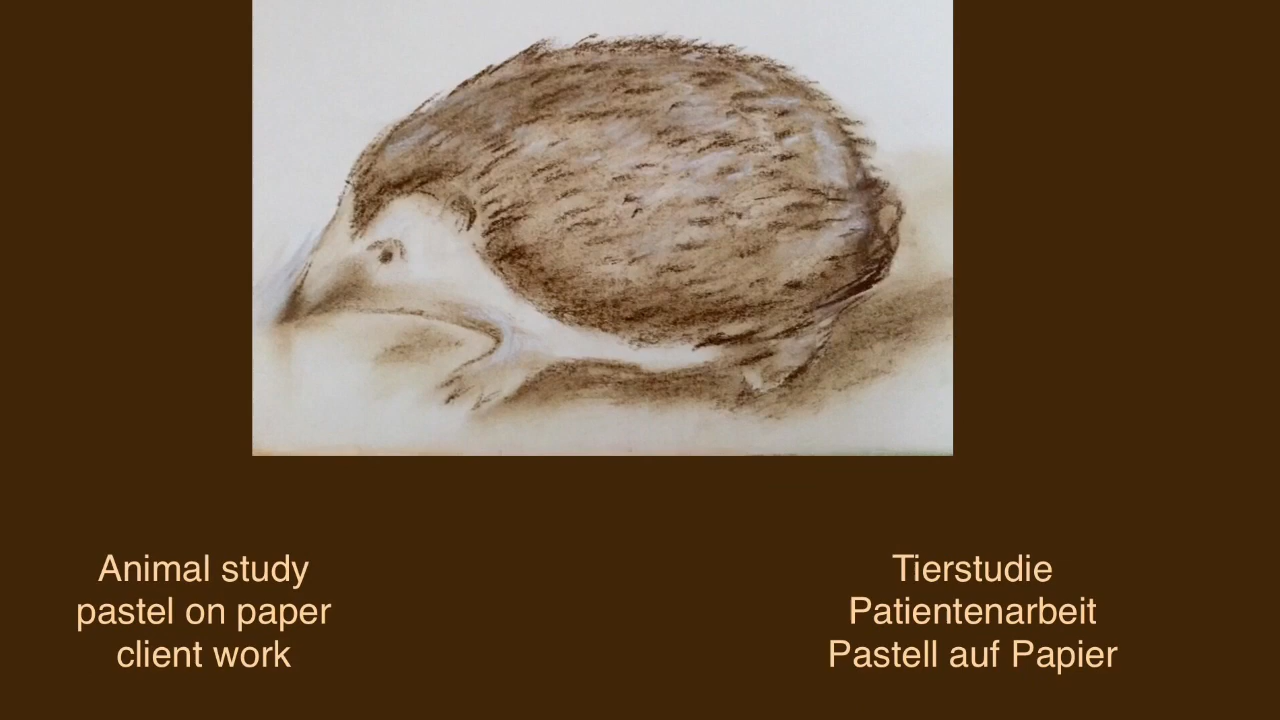 Animal study
pastel on paper
client work
Tierstudie
Patientenarbeit
Pastell auf Papier